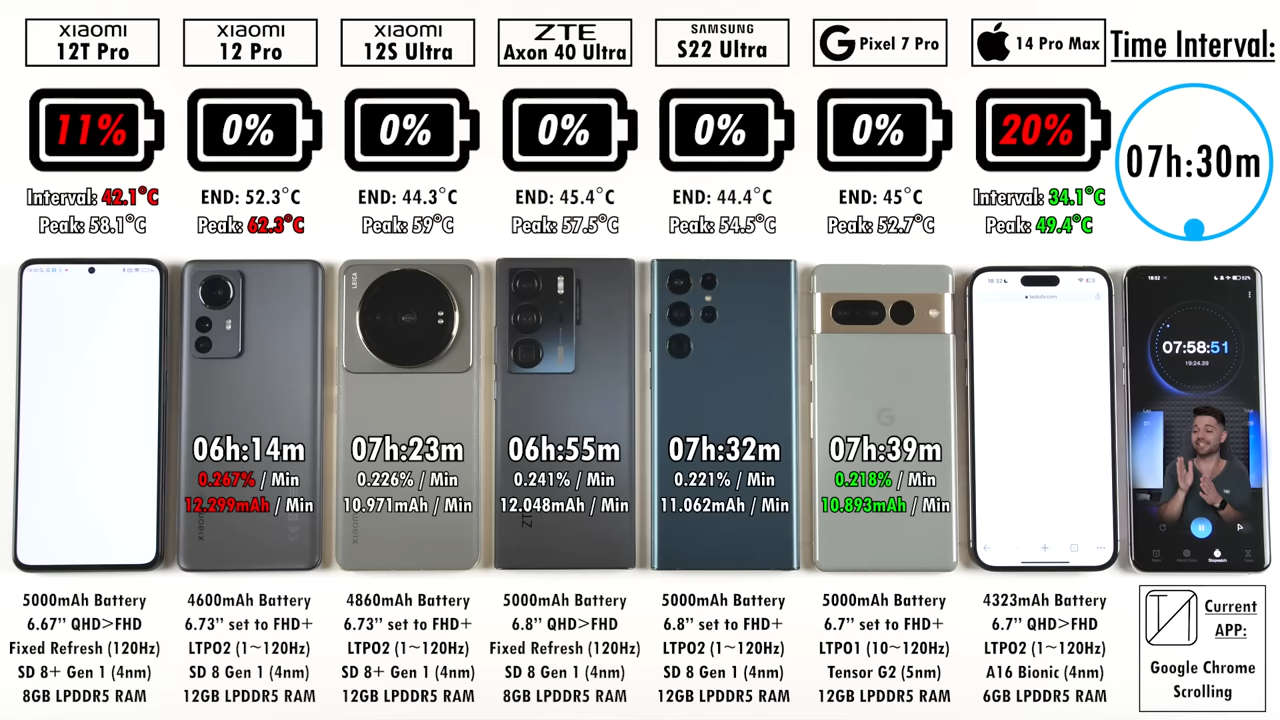 xiaomi
12T Pro
xiaomi
12 Pro
xiaomi
12S Ultra
ZTE
Axon 40 Ultra
SAMSUNG
S22 Ultra
G Pixel 7 Pro
14 Pro Max
Time Interval:
11%
0%
0%
0%
0%
0%
20%
07h:30m
Interval: 42.1°C
Peak: 58.1°C
END: 52.3°C
Peak: 62.3°C
END: 44.3°C
Peak: 59°C
END: 45.4°C
Peak: 57.5°C
END: 44.4°C
Peak: 54.5°C
END: 45°C
Peak: 52.7°C
Interval: 34.1°C
Peak: 49.4°C
LEICA
18:32
18:32
07:58:51
06h:14m
0.267% / Min
12.299mAh / Min
07h:23m
0.226% / Min
10.971mAh / Min
06h:55m
0.241% / Min
12.048mAh / Min
07h:32m
0.221% / Min
11.062mAh / Min
07h:39m
0.218% / Min
10.893mAh / Min
xiaomi
xiaomi
ZTE
G
5000mAh Battery
6.67’’ QHD>FHD
Fixed Refresh (120Hz)
SD 8+ Gen 1 (4nm)
8GB LPDDR5 RAM
4600mAh Battery
6.73’’ set to FHD+
LTPO2 (1~120Hz)
SD 8 Gen 1 (4nm)
12GB LPDDR5 RAM
4860mAh Battery
6.73’’ set to FHD+
LTPO2 (1~120Hz)
SD 8+ Gen 1 (4nm)
12GB LPDDR5 RAM
5000mAh Battery
6.8’’ QHD>FHD
Fixed Refresh (120Hz)
SD 8 Gen 1 (4nm)
8GB LPDDR5 RAM
5000mAh Battery
6.8’’ set to FHD+
LTPO2 (1~120Hz)
SD 8 Gen 1 (4nm)
12GB LPDDR5 RAM
5000mAh Battery
6.7’’ set to FHD+
LTPO1 (10~120Hz)
Tensor G2 (5nm)
12GB LPDDR5 RAM
4323mAh Battery
6.7’’ QHD>FHD
LTPO2 (1~120Hz)
A16 Bionic (4nm)
6GB LPDDR5 RAM
Current
APP:
Google Chrome
Scrolling